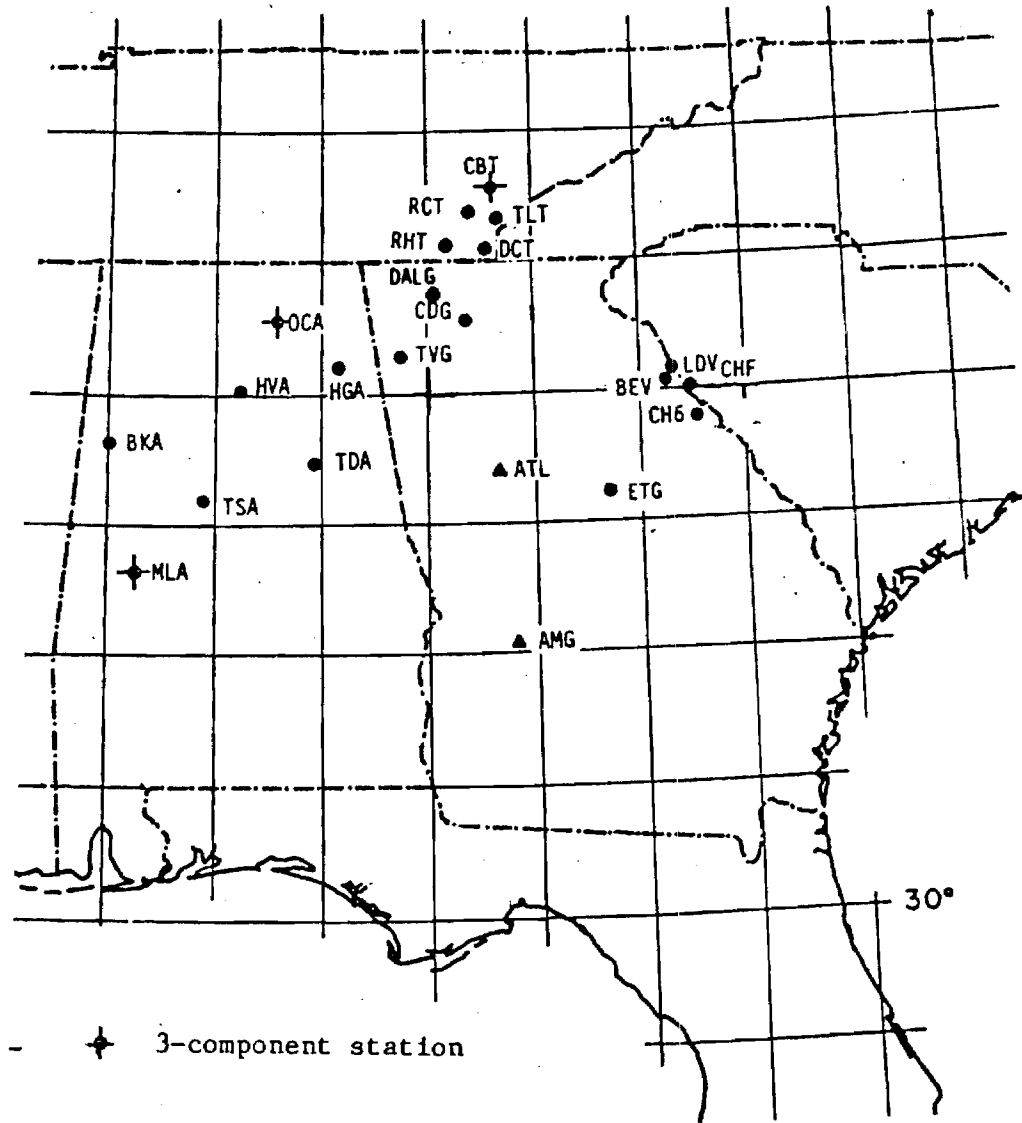 CBT
RCT
TLT
RHT
DCT
DALG
CDG
OCA
TVG
HGA
HVA
LDV CHF
BEV
CH6
BKA
TDA
ATL
ETG
TSA
MLA
AMG
30°
3-component station